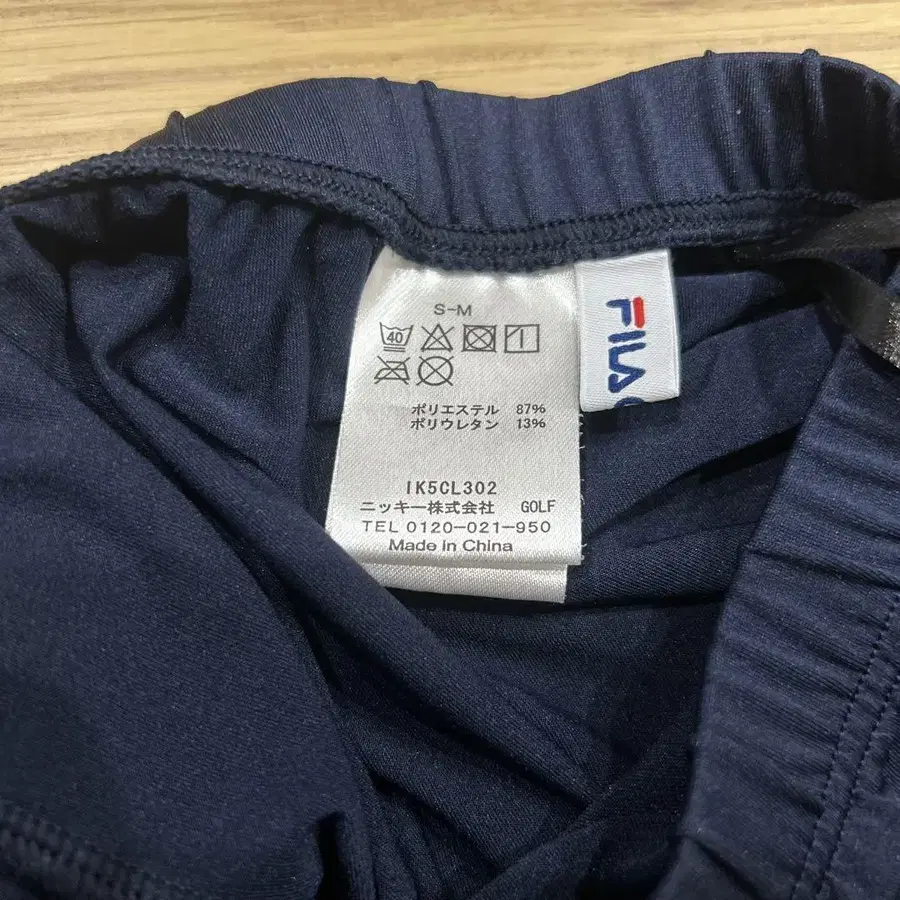 S-M
40
ポリエステル 87%
ポリウレタン 13%
IK5CL302
ニッキー株式会社 GOLF
TEL 0120-021-950
Made in China
FILA